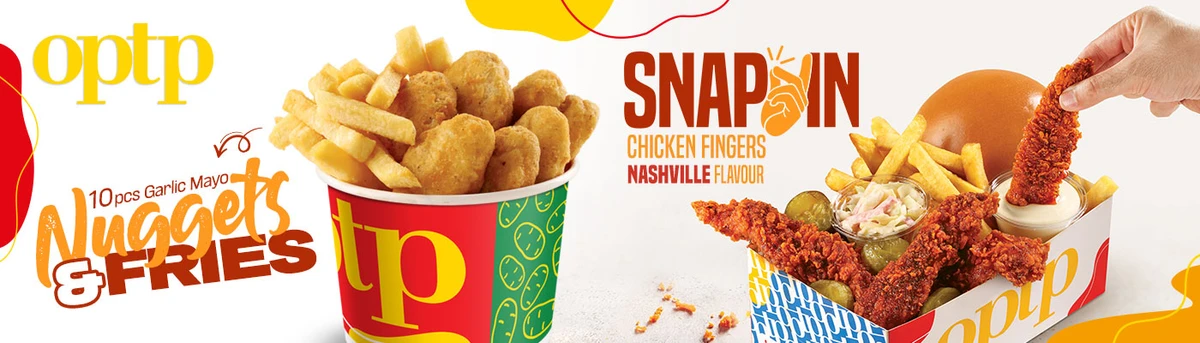 optp
10pcs Garlic Mayo
Nuggets
&FRIES
optp
SNAP IN
CHICKEN FINGERS
NASHVILLE FLAVOUR
optp